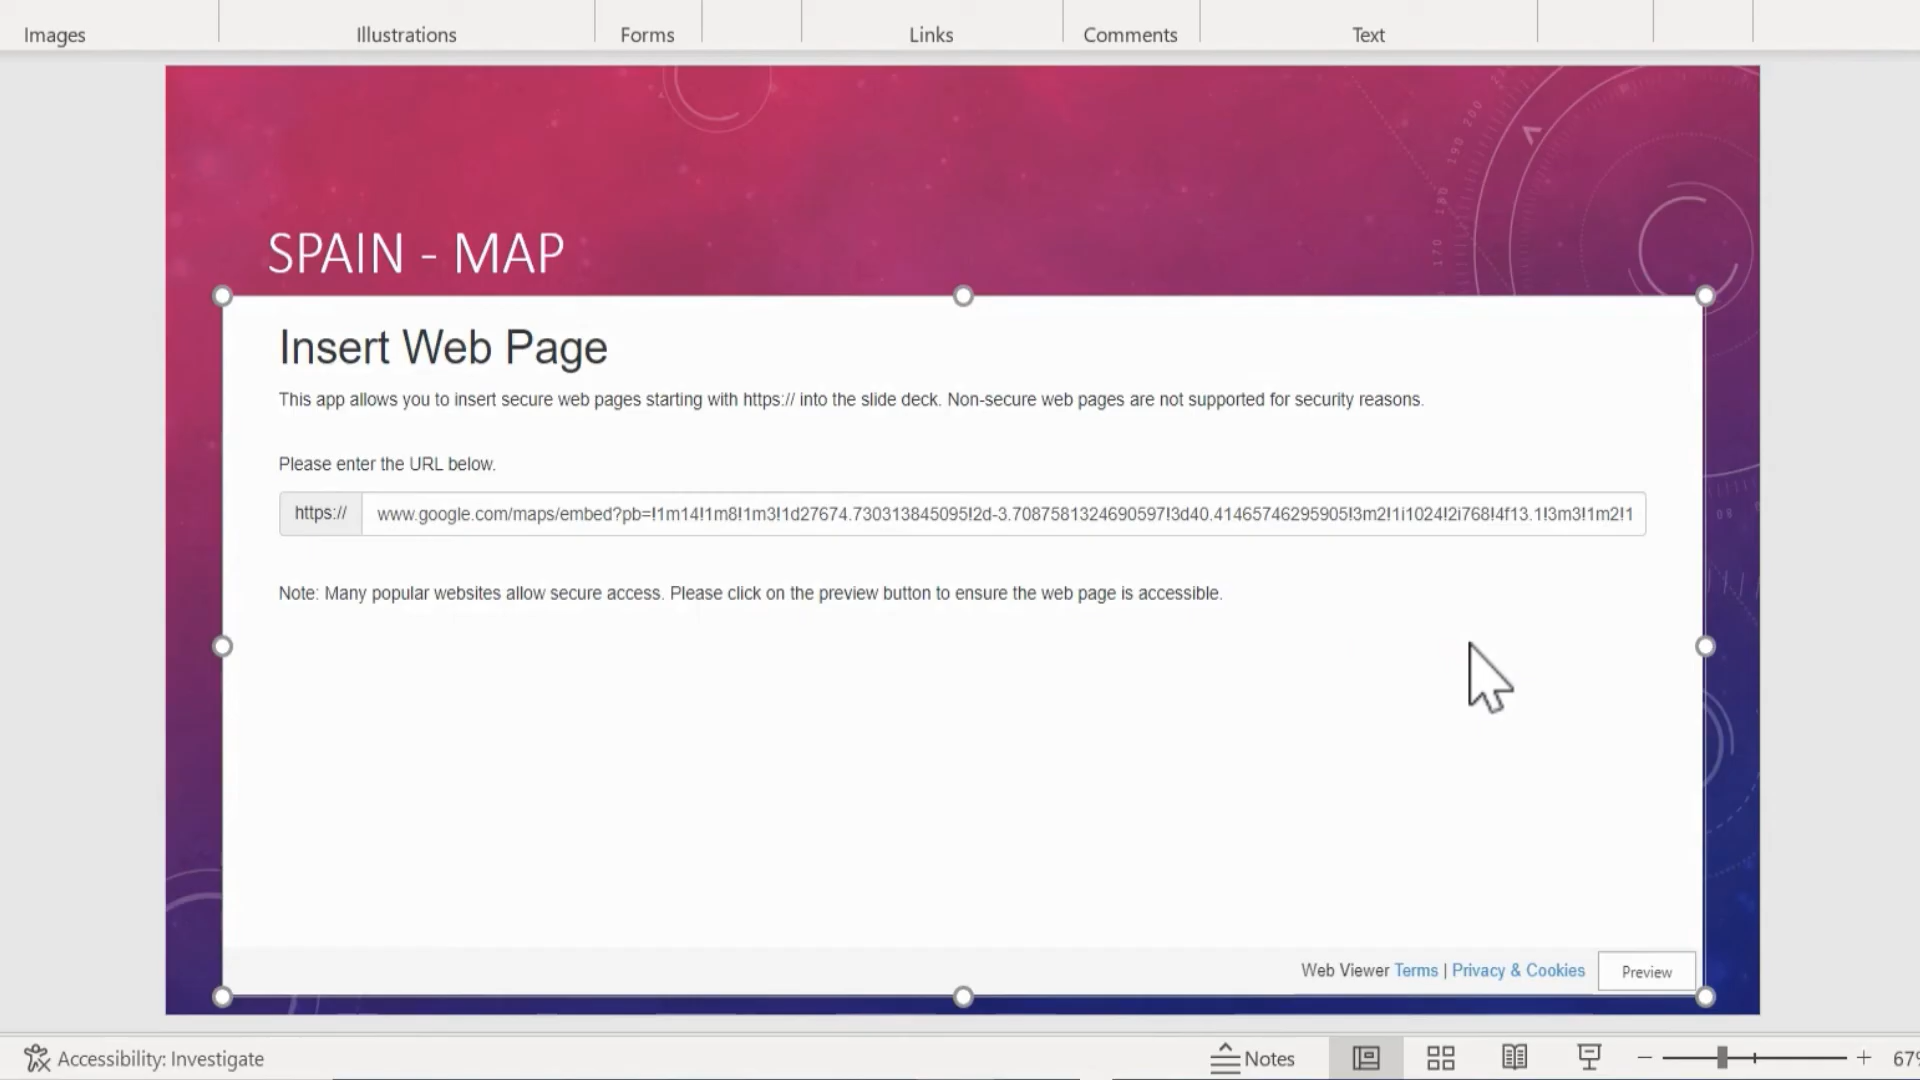 Images Illustrations Forms Links Comments Text
SPAIN - MAP
Insert Web Page
This app allows you to insert secure web pages starting with https:// into the slide deck. Non-secure web pages are not supported for security reasons.
Please enter the URL below.
https:// www.google.com/maps/embed?pb=!1m14!1m8!1m3!1d27674.730313845095!2d-3.7087581324690597!3d40.41465746295905!3m2!1i1024!2i768!4f13.1!3m3!1m2!1
Note: Many popular websites allow secure access. Please click on the preview button to ensure the web page is accessible.
Web Viewer Terms | Privacy & Cookies Preview
Accessibility: Investigate Notes 67%
200
190
180
170